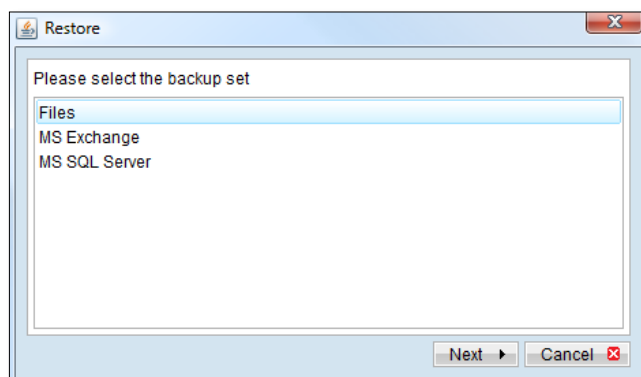 Restore
Please select the backup set
Files
MS Exchange
MS SQL Server
Next Cancel